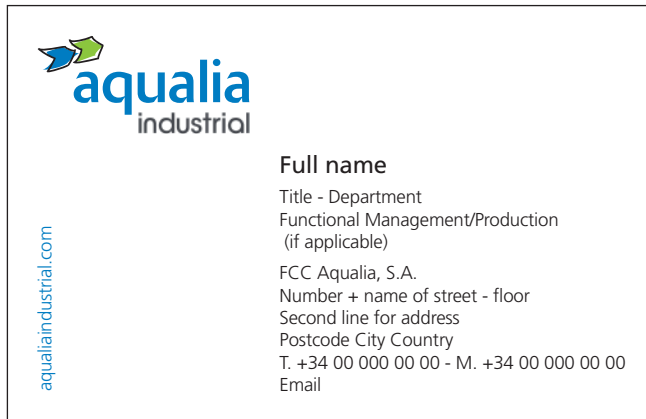 aqualia
industrial
Full name
Title - Department
Functional Management/Production
(if applicable)
FCC Aqualia, S.A.
Number + name of street - floor
Second line for address
Postcode City Country
T. +34 00 000 00 00 - M. +34 00 000 00 00
Email
aqualiaindustrial.com